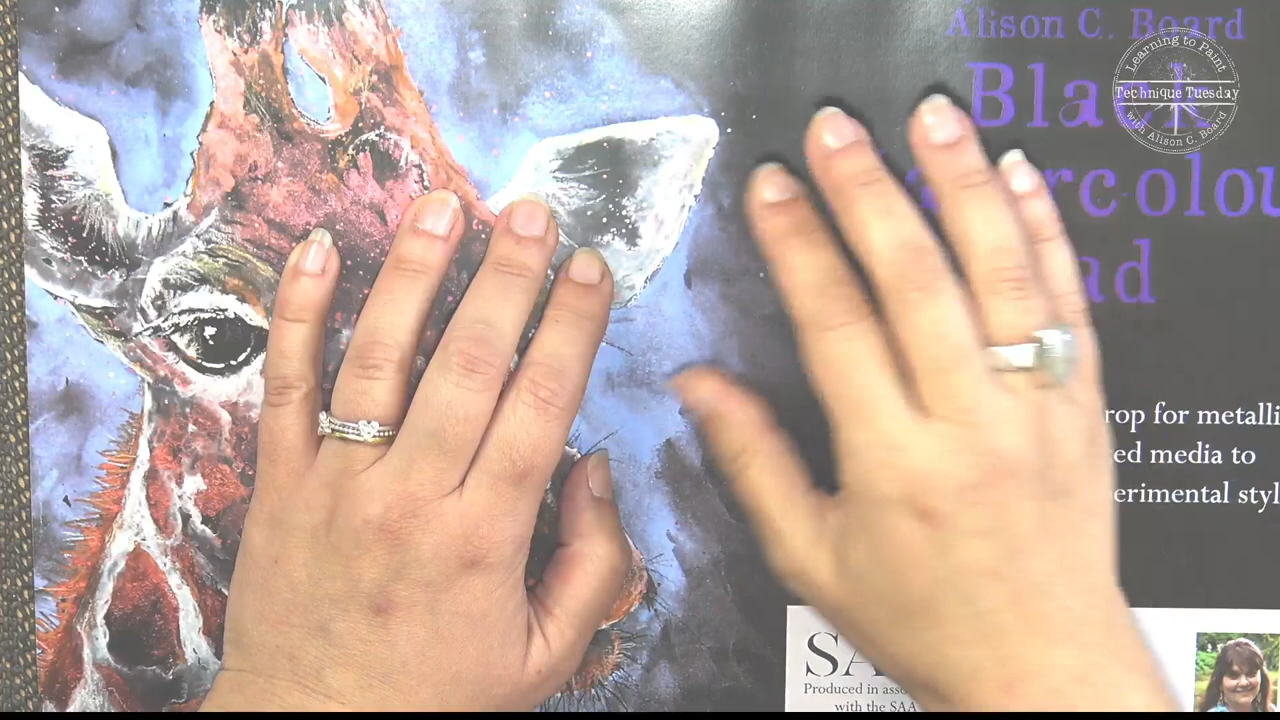 Alison C. Board
Black
rcolou
ad
Learning to Paint
Technique Tuesday
with Alison C. Board
rop for metalli
ed media to
erimental styl
SA
Produced in asso
with the SAA